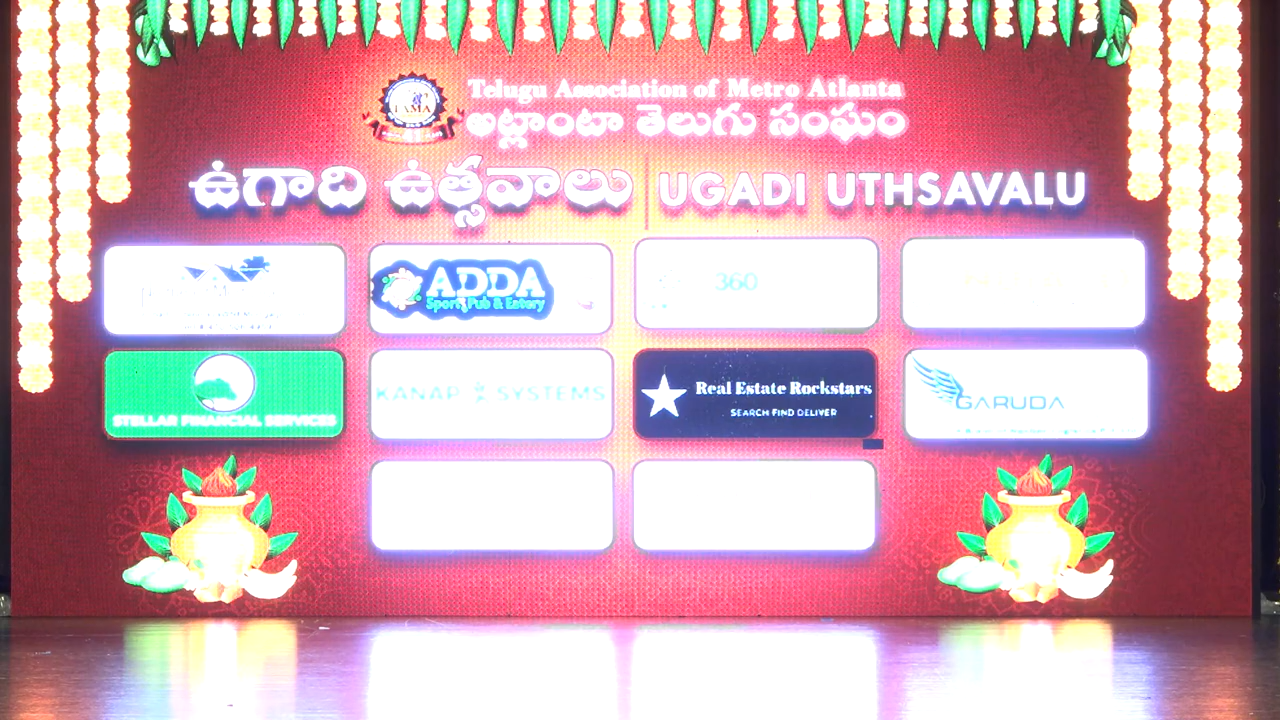 Telugu Association of Metro Atlanta
TAMA
అట్లాంటా తెలుగు సంఘం
ఉగాది ఉత్సవాలు | UGADI UTHSAVALU
ADDA
Sports Pub & Eatery
360
STELLAR FINANCIAL SERVICES
KANAP SYSTEMS
Real Estate Rockstars
SEARCH FIND DELIVER
GARUDA